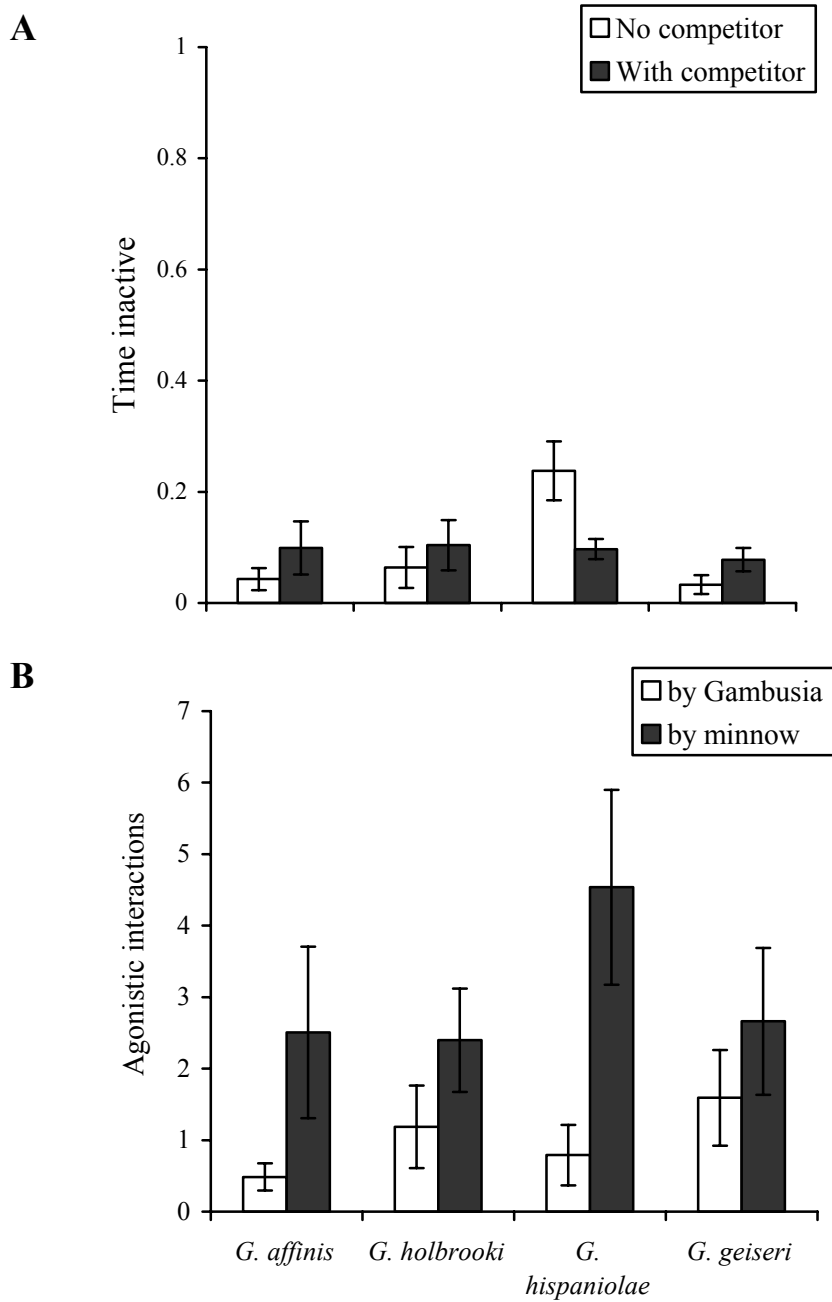 A
No competitor
With competitor
1
0.8
0.6
0.4
0.2
0
Time inactive
B
by Gambusia
by minnow
7
6
5
4
3
2
1
0
Agonistic interactions
G. affinis
G. holbrooki
G.
hispaniolae
G. geiseri